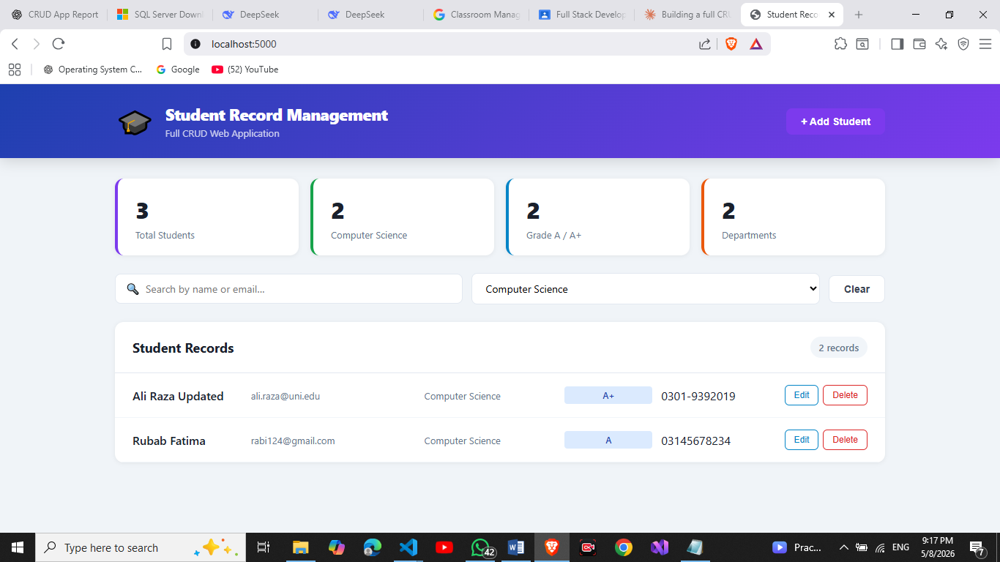 CRUD App Report
SQL Server Downl
DeepSeek
DeepSeek
Classroom Manag
Full Stack Develop
Building a full CRU
Student Reco
localhost:5000
Operating System C...
Google
(52) YouTube
Student Record Management
Full CRUD Web Application
+ Add Student
3
Total Students
2
Computer Science
2
Grade A / A+
2
Departments
Search by name or email...
Computer Science
Clear
Student Records
2 records
Ali Raza Updated ali.raza@uni.edu Computer Science A+ 0301-9392019 Edit Delete
Rubab Fatima rabi124@gmail.com Computer Science A 03145678234 Edit Delete
Type here to search
42
Prac...
ENG
9:17 PM
5/8/2026
7